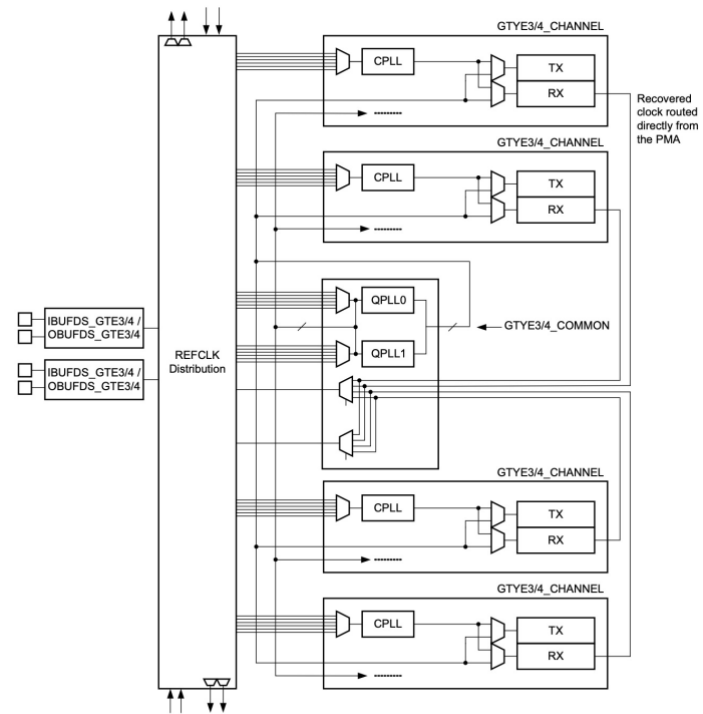 GTYE3/4_CHANNEL
CPLL
TX
RX
Recovered
clock routed
directly from
the PMA
GTYE3/4_CHANNEL
CPLL
TX
RX
IBUFDS_GTE3/4 /
OBUFDS_GTE3/4
IBUFDS_GTE3/4 /
OBUFDS_GTE3/4
REFCLK
Distribution
QPLL0
QPLL1
GTYE3/4_COMMON
GTYE3/4_CHANNEL
CPLL
TX
RX
GTYE3/4_CHANNEL
CPLL
TX
RX